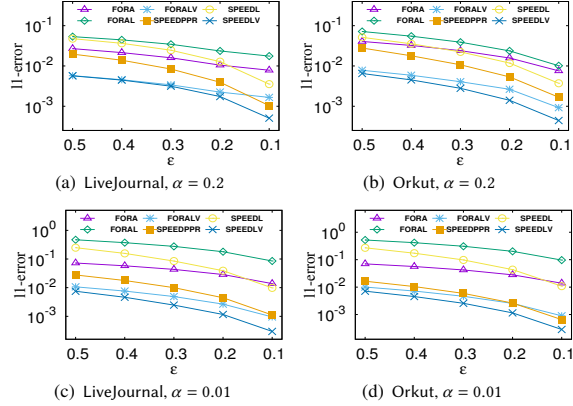 FORA FORALV SPEEDL
FORAL SPEEDPPR SPEEDLV
l1-error
10⁻¹
10⁻²
10⁻³
0.5 0.4 0.3 0.2 0.1
ε
(a) LiveJournal, α = 0.2
FORA FORALV SPEEDL
FORAL SPEEDPPR SPEEDLV
l1-error
10⁻¹
10⁻²
10⁻³
0.5 0.4 0.3 0.2 0.1
ε
(b) Orkut, α = 0.2
FORA FORALV SPEEDL
FORAL SPEEDPPR SPEEDLV
l1-error
10⁰
10⁻¹
10⁻²
10⁻³
0.5 0.4 0.3 0.2 0.1
ε
(c) LiveJournal, α = 0.01
FORA FORALV SPEEDL
FORAL SPEEDPPR SPEEDLV
l1-error
10⁰
10⁻¹
10⁻²
10⁻³
0.5 0.4 0.3 0.2 0.1
ε
(d) Orkut, α = 0.01